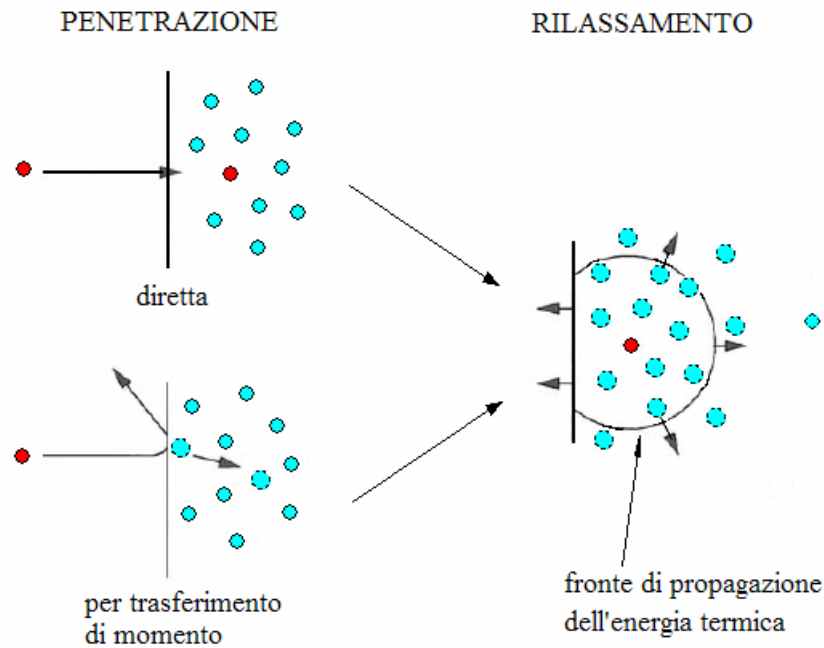 PENETRAZIONE
RILASSAMENTO
diretta
per trasferimento
di momento
fronte di propagazione
dell'energia termica